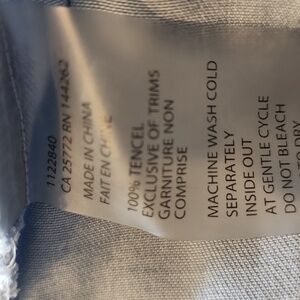 1122840
CA 25772 RN 144262
MADE IN CHINA
FAIT EN CHINE
100% TENCEL
EXCLUSIVE OF TRIMS
GARNITURE NON
COMPRISE
MACHINE WASH COLD
SEPARATELY
INSIDE OUT
AT GENTLE CYCLE
DO NOT BLEACH